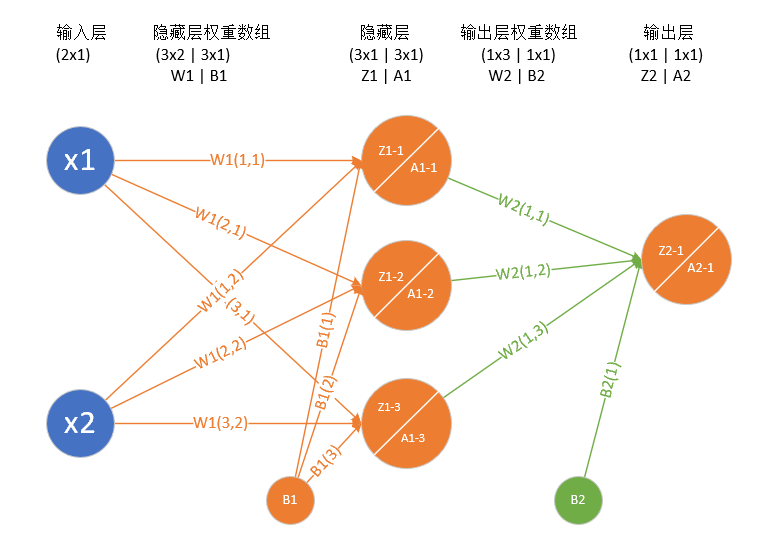 输入层 隐藏层权重数组 隐藏层 输出层权重数组 输出层
(2x1) (3x2 | 3x1) (3x1 | 3x1) (1x3 | 1x1) (1x1 | 1x1)
W1 | B1 Z1 | A1 W2 | B2 Z2 | A2
x1
W1(1,1)
Z1-1
A1-1
W1(2,1)
W2(1,1)
Z2-1
A2-1
Z1-2
A1-2
W2(1,2)
W1(1,2)
(3,1)
B1(1)
W1(2,2)
W2(1,3)
B1(2)
B2(1)
x2
W1(3,2)
Z1-3
A1-3
B1(3)
B1
B2